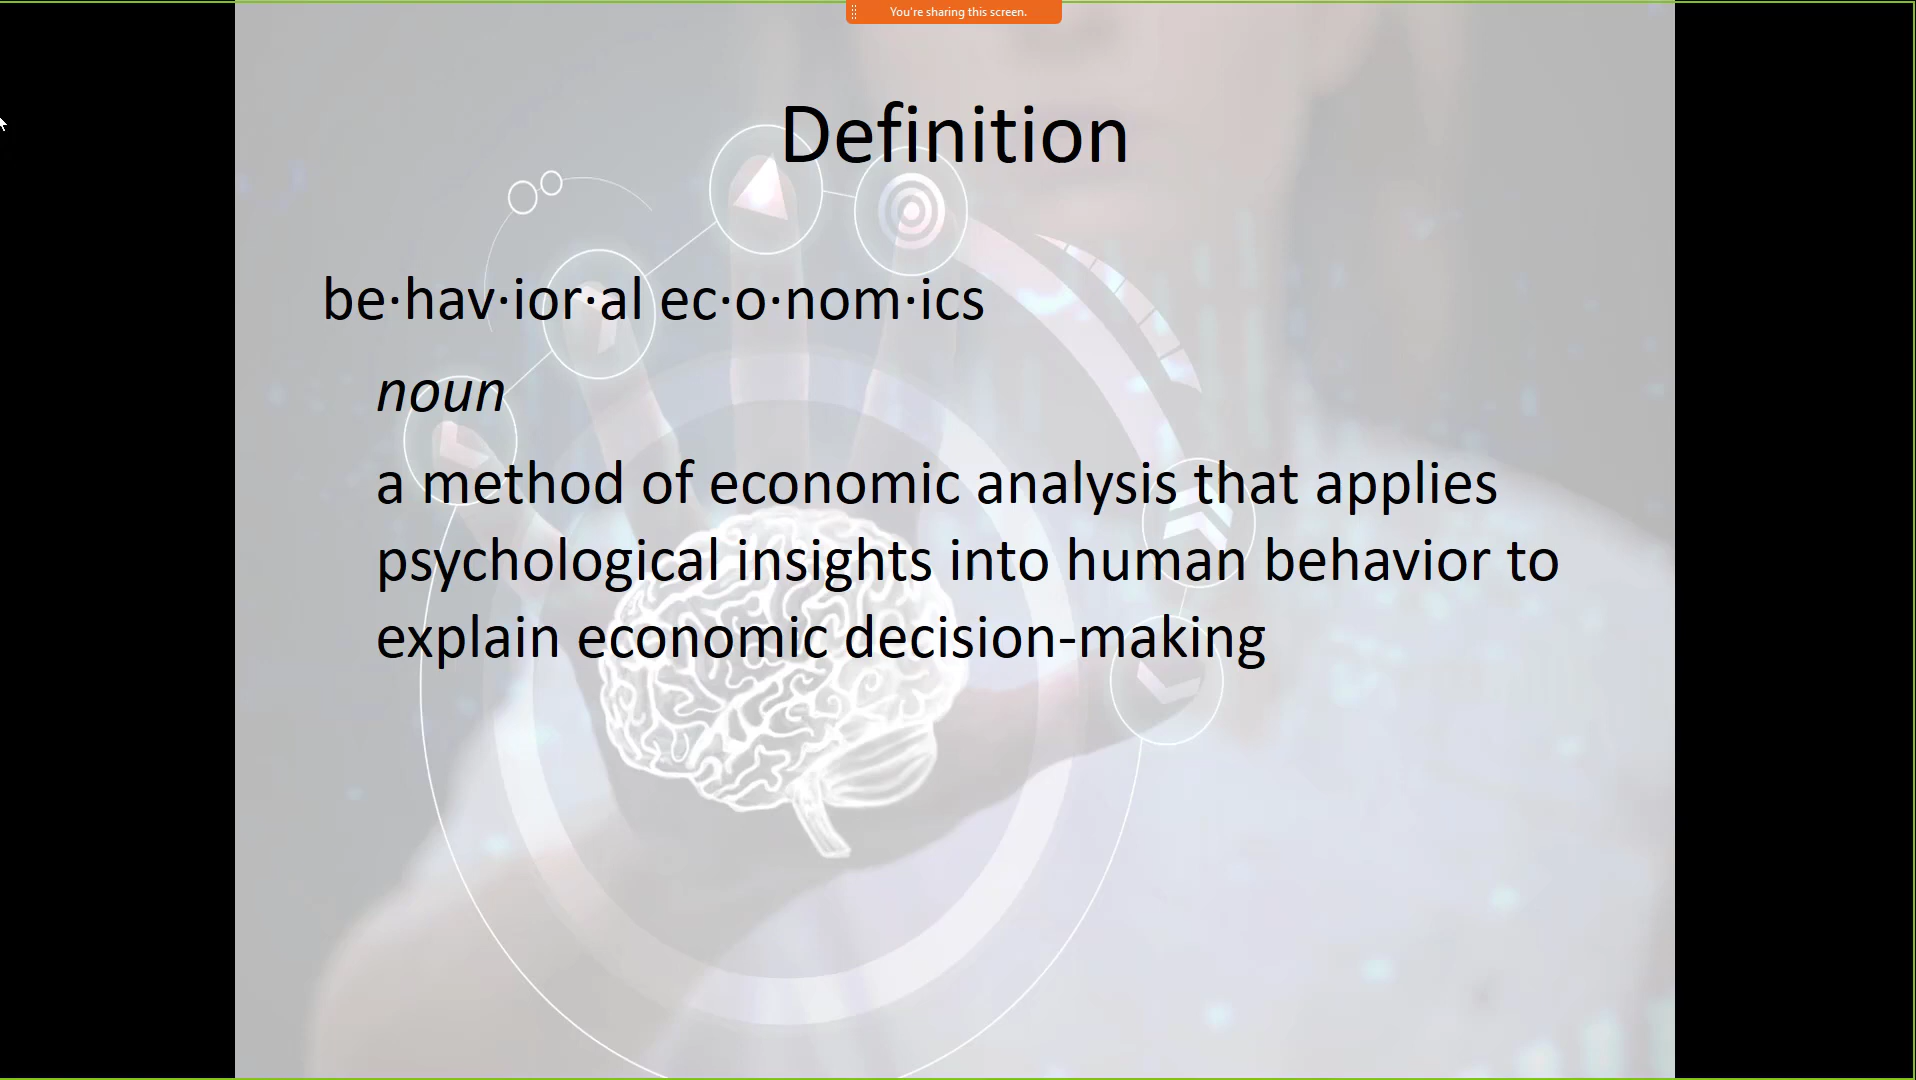 You're sharing this screen.
Definition
be·hav·ior·al ec·o·nom·ics
noun
a method of economic analysis that applies
psychological insights into human behavior to
explain economic decision-making